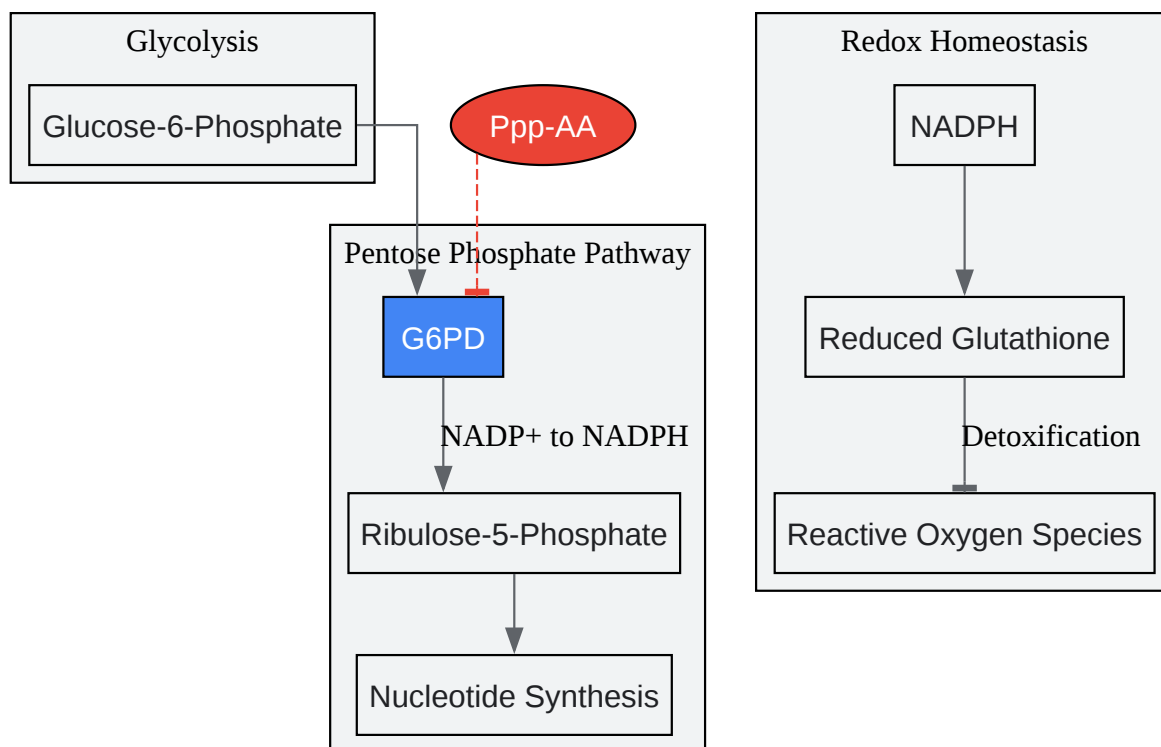 Glycolysis
Glucose-6-Phosphate
Ppp-AA
Pentose Phosphate Pathway
G6PD
NADP+ to NADPH
Ribulose-5-Phosphate
Nucleotide Synthesis
Redox Homeostasis
NADPH
Reduced Glutathione
Detoxification
Reactive Oxygen Species